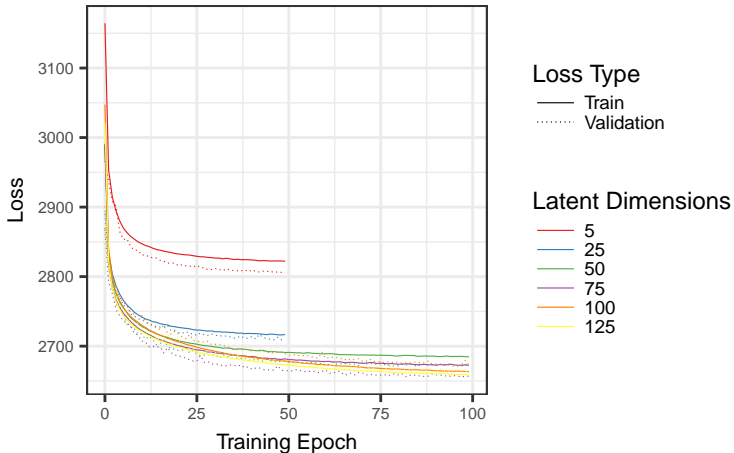 3100
3000
2900
2800
2700
Loss
0
25
50
75
100
Training Epoch
Loss Type
Train
Validation
Latent Dimensions
5
25
50
75
100
125